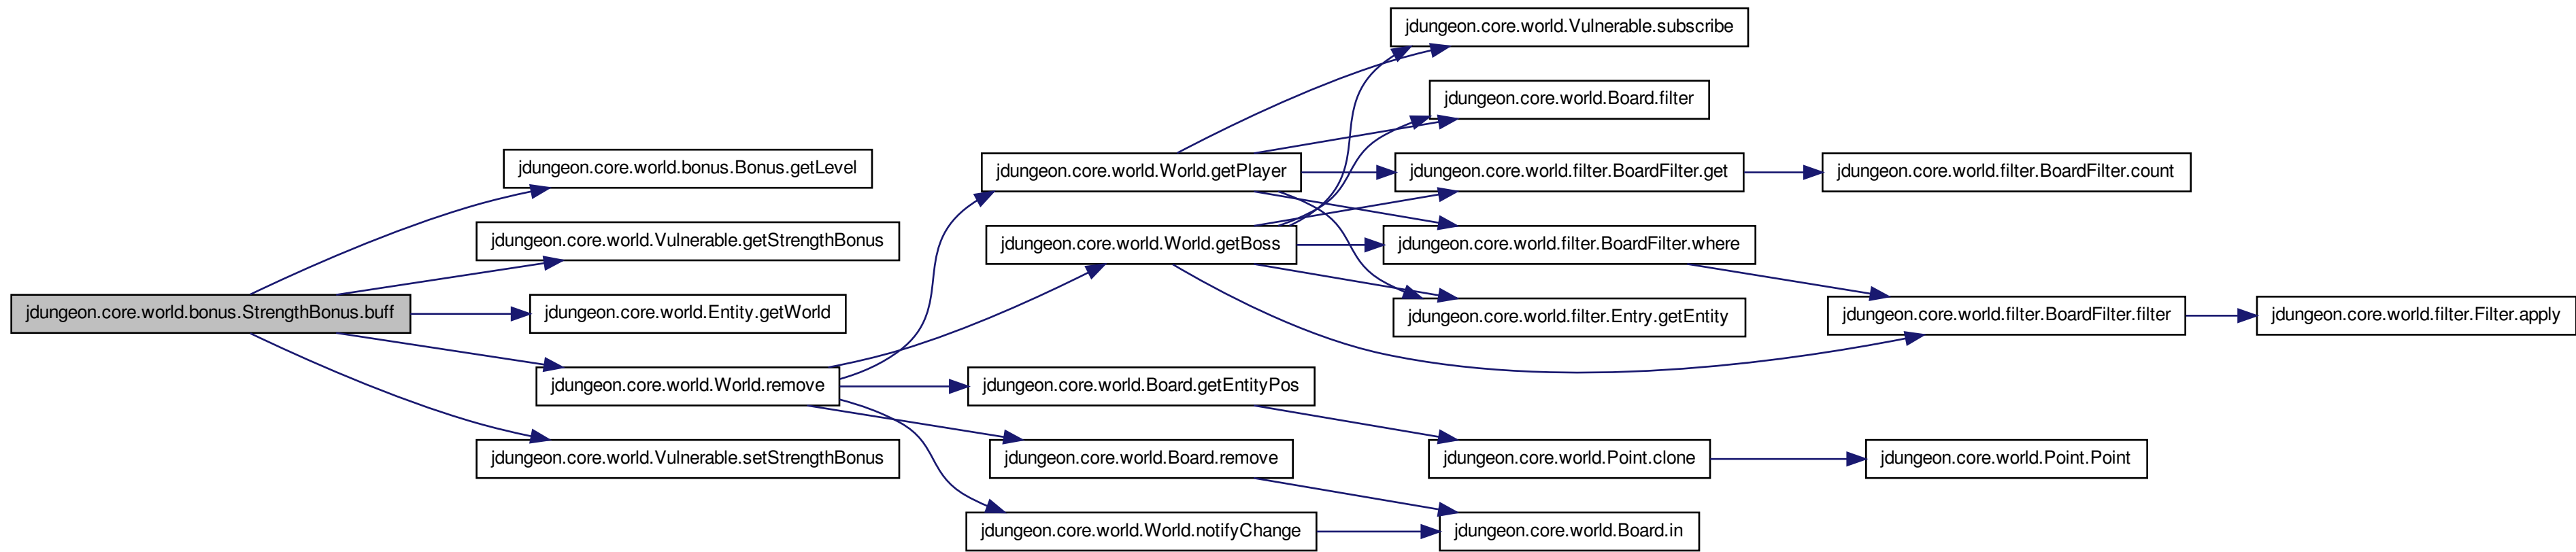 jdungeon.core.world.bonus.StrengthBonus.buff
jdungeon.core.world.bonus.Bonus.getLevel
jdungeon.core.world.Vulnerable.getStrengthBonus
jdungeon.core.world.Entity.getWorld
jdungeon.core.world.World.remove
jdungeon.core.world.Vulnerable.setStrengthBonus
jdungeon.core.world.World.getPlayer
jdungeon.core.world.World.getBoss
jdungeon.core.world.Board.getEntityPos
jdungeon.core.world.Board.remove
jdungeon.core.world.World.notifyChange
jdungeon.core.world.Vulnerable.subscribe
jdungeon.core.world.Board.filter
jdungeon.core.world.filter.BoardFilter.get
jdungeon.core.world.filter.BoardFilter.where
jdungeon.core.world.filter.Entry.getEntity
jdungeon.core.world.Point.clone
jdungeon.core.world.Board.in
jdungeon.core.world.filter.BoardFilter.count
jdungeon.core.world.filter.BoardFilter.filter
jdungeon.core.world.Point.Point
jdungeon.core.world.filter.Filter.apply